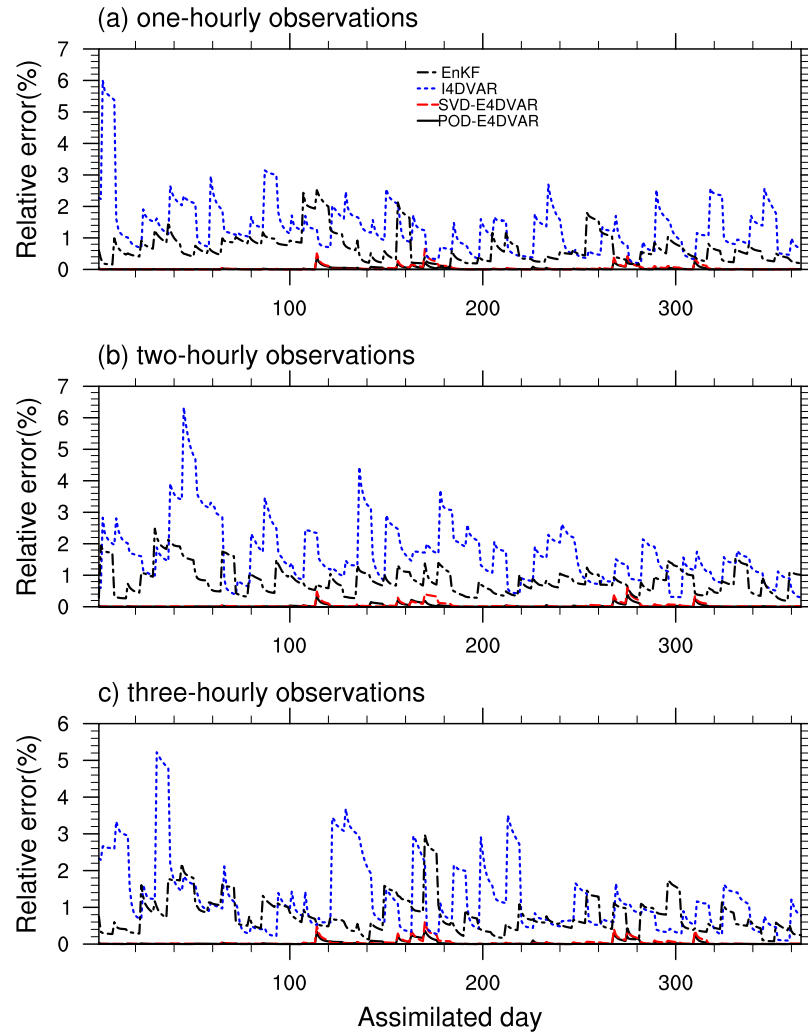 (a) one-hourly observations
Relative error(%)
7
6
5
4
3
2
1
0
EnKF
I4DVAR
SVD-E4DVAR
POD-E4DVAR
100
200
300
(b) two-hourly observations
Relative error(%)
7
6
5
4
3
2
1
0
100
200
300
c) three-hourly observations
Relative error(%)
6
5
4
3
2
1
0
100
200
300
Assimilated day